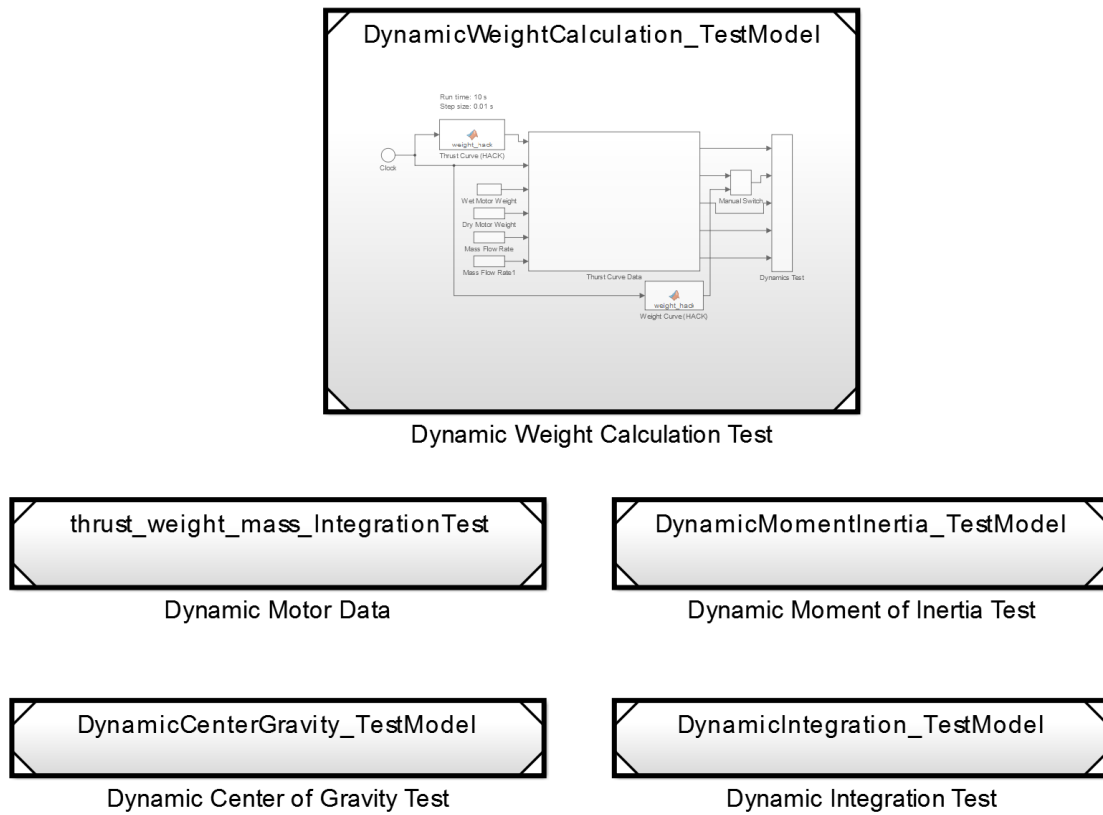 DynamicWeightCalculation_TestModel
Run time: 10 s
Step size: 0.01 s
weight_hack
Thrust Curve (HACK)
Clock
Wet Motor Weight
Manual Switch
Dry Motor Weight
Mass Flow Rate
Mass Flow Rate1
Thurst Curve Data
Dynamics Test
weight_hack
Weight Curve (HACK)
Dynamic Weight Calculation Test
thrust_weight_mass_IntegrationTest
DynamicMomentInertia_TestModel
Dynamic Motor Data
Dynamic Moment of Inertia Test
DynamicCenterGravity_TestModel
DynamicIntegration_TestModel
Dynamic Center of Gravity Test
Dynamic Integration Test